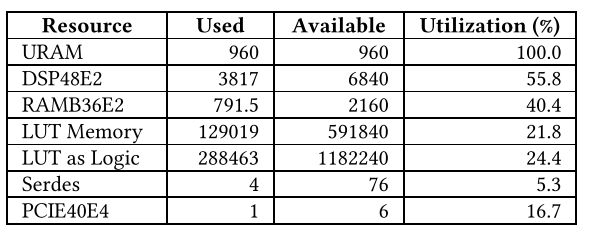 Resource Used Available Utilization (%)
URAM 960 960 100.0
DSP48E2 3817 6840 55.8
RAMB36E2 791.5 2160 40.4
LUT Memory 129019 591840 21.8
LUT as Logic 288463 1182240 24.4
Serdes 4 76 5.3
PCIE40E4 1 6 16.7